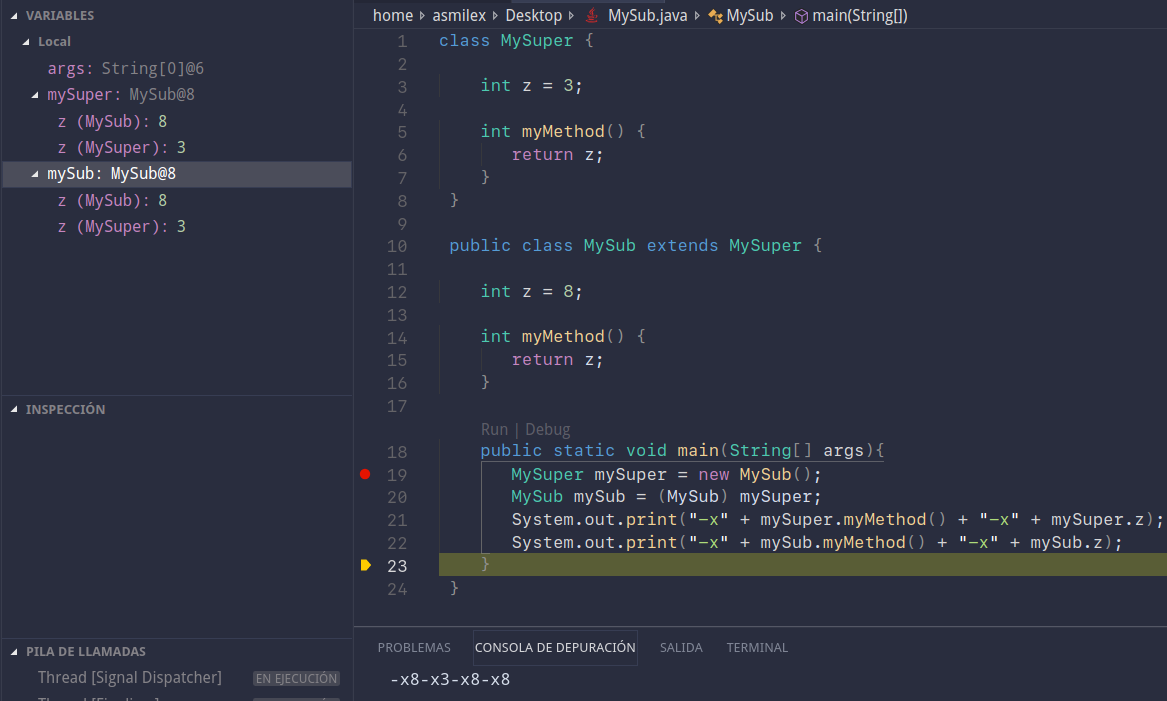 VARIABLES
Local
args: String[0]@6
mySuper: MySub@8
z (MySub): 8
z (MySuper): 3
mySub: MySub@8
z (MySub): 8
z (MySuper): 3
INSPECCIÓN
PILA DE LLAMADAS
Thread [Signal Dispatcher] EN EJECUCIÓN
home asmilex Desktop MySub.java MySub main(String[])
1 class MySuper {
2
3 int z = 3;
4
5 int myMethod() {
6 return z;
7 }
8 }
9
10 public class MySub extends MySuper {
11
12 int z = 8;
13
14 int myMethod() {
15 return z;
16 }
17
Run | Debug
18 public static void main(String[] args){
19 MySuper mySuper = new MySub();
20 MySub mySub = (MySub) mySuper;
21 System.out.print("-x" + mySuper.myMethod() + "-x" + mySuper.z);
22 System.out.print("-x" + mySub.myMethod() + "-x" + mySub.z);
23 }
24 }
PROBLEMAS CONSOLA DE DEPURACIÓN SALIDA TERMINAL
-x8-x3-x8-x8